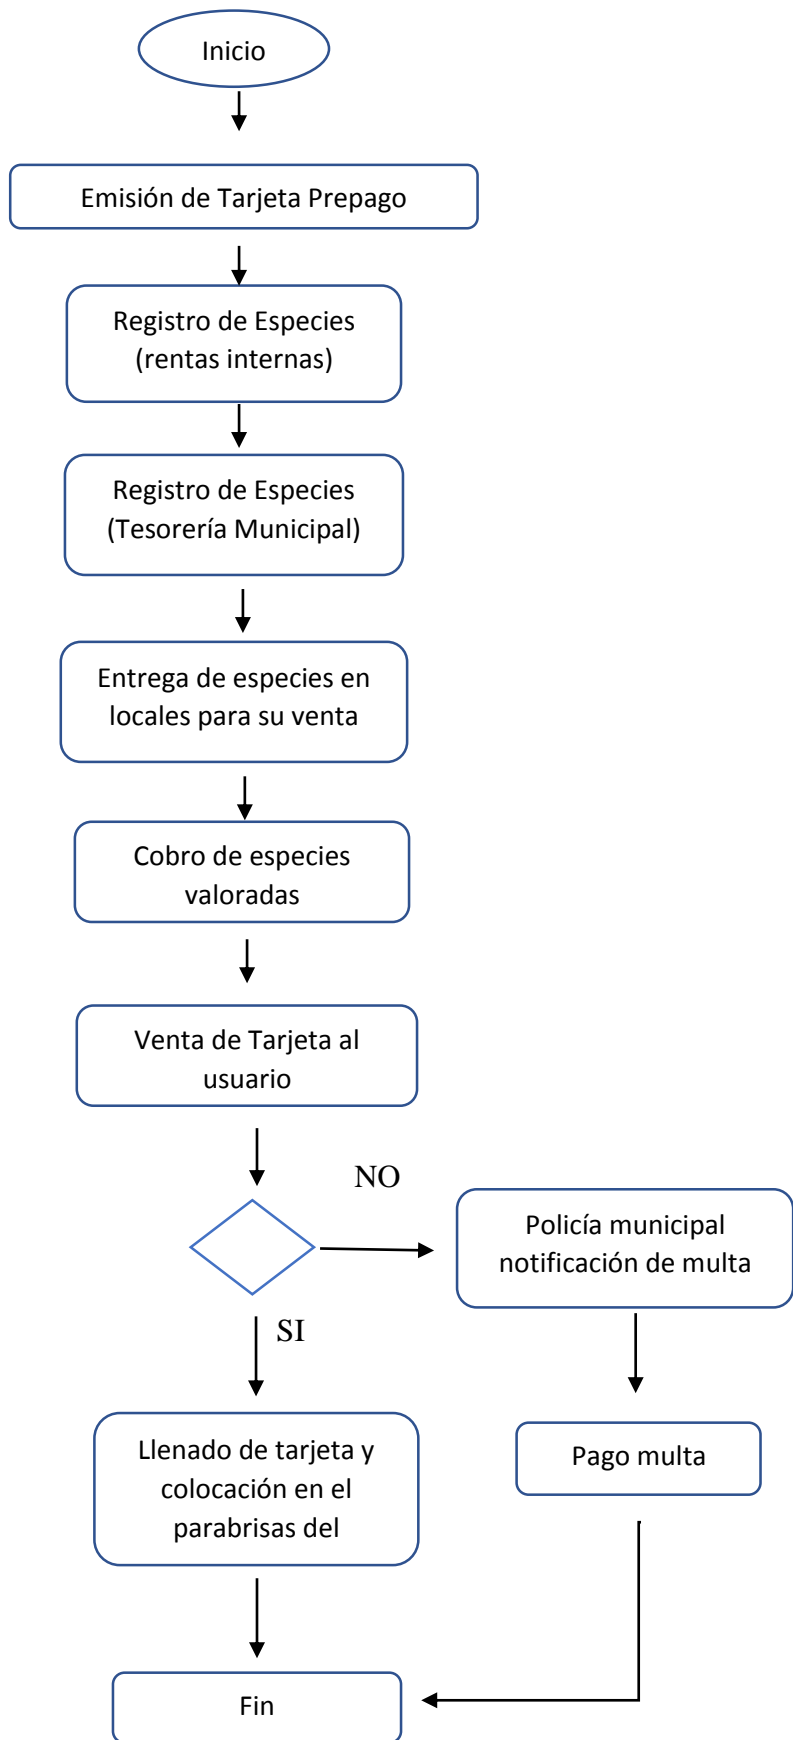 Inicio
Emisión de Tarjeta Prepago
Registro de Especies
(rentas internas)
Registro de Especies
(Tesorería Municipal)
Entrega de especies en
locales para su venta
Cobro de especies
valoradas
Venta de Tarjeta al
usuario
NO
Policía municipal
notificación de multa
SI
Llenado de tarjeta y
colocación en el
parabrisas del
Pago multa
Fin